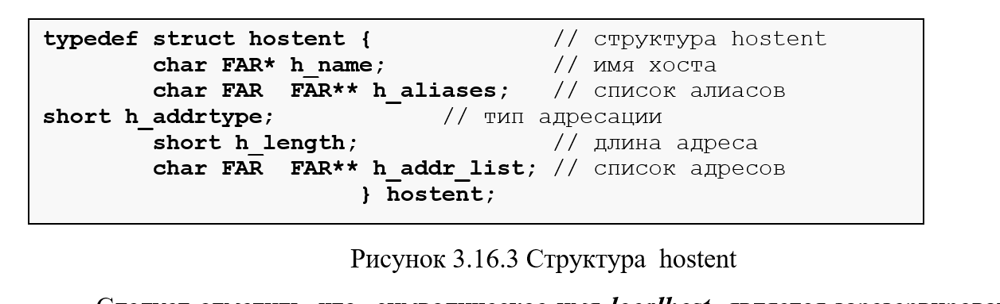 typedef struct hostent { // структура hostent
char FAR* h_name; // имя хоста
char FAR FAR** h_aliases; // список алиасов
short h_addrtype; // тип адресации
short h_length; // длина адреса
char FAR FAR** h_addr_list; // список адресов
} hostent;
Рисунок 3.16.3 Структура hostent
localhost